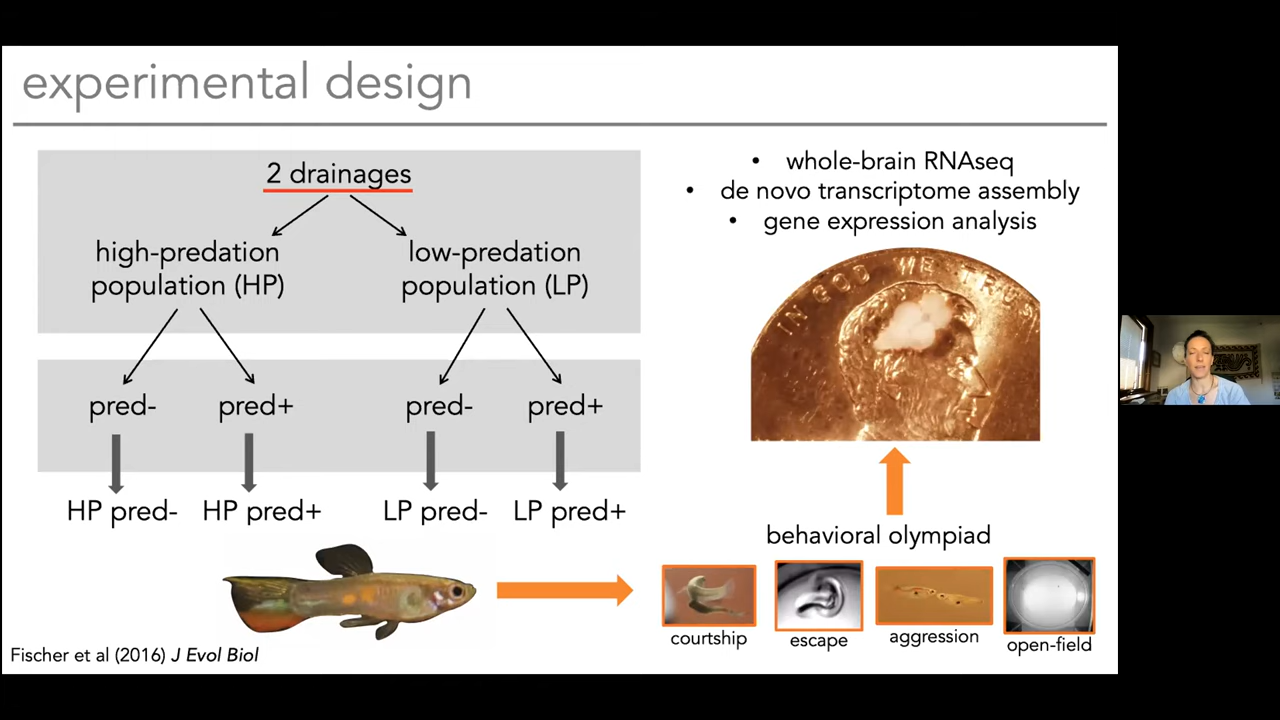 experimental design
2 drainages
high-predation
population (HP)
low-predation
population (LP)
pred-
pred+
pred-
pred+
HP pred-
HP pred+
LP pred-
LP pred+
Fischer et al (2016) J Evol Biol
• whole-brain RNAseq
• de novo transcriptome assembly
• gene expression analysis
IN GOD WE TRUS
behavioral olympiad
courtship
escape
aggression
open-field